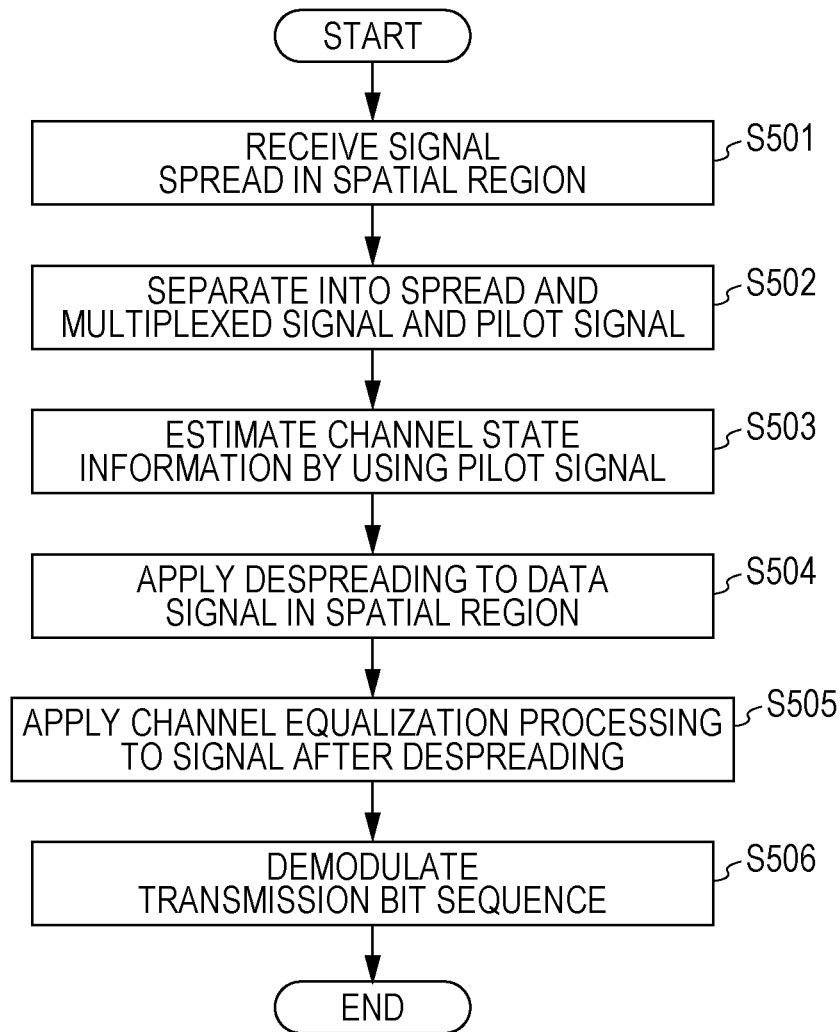 START
RECEIVE SIGNAL
SPREAD IN SPATIAL REGION
S501
SEPARATE INTO SPREAD AND
MULTIPLEXED SIGNAL AND PILOT SIGNAL
S502
ESTIMATE CHANNEL STATE
INFORMATION BY USING PILOT SIGNAL
S503
APPLY DESPREADING TO DATA
SIGNAL IN SPATIAL REGION
S504
APPLY CHANNEL EQUALIZATION PROCESSING
TO SIGNAL AFTER DESPREADING
S505
DEMODULATE
TRANSMISSION BIT SEQUENCE
S506
END